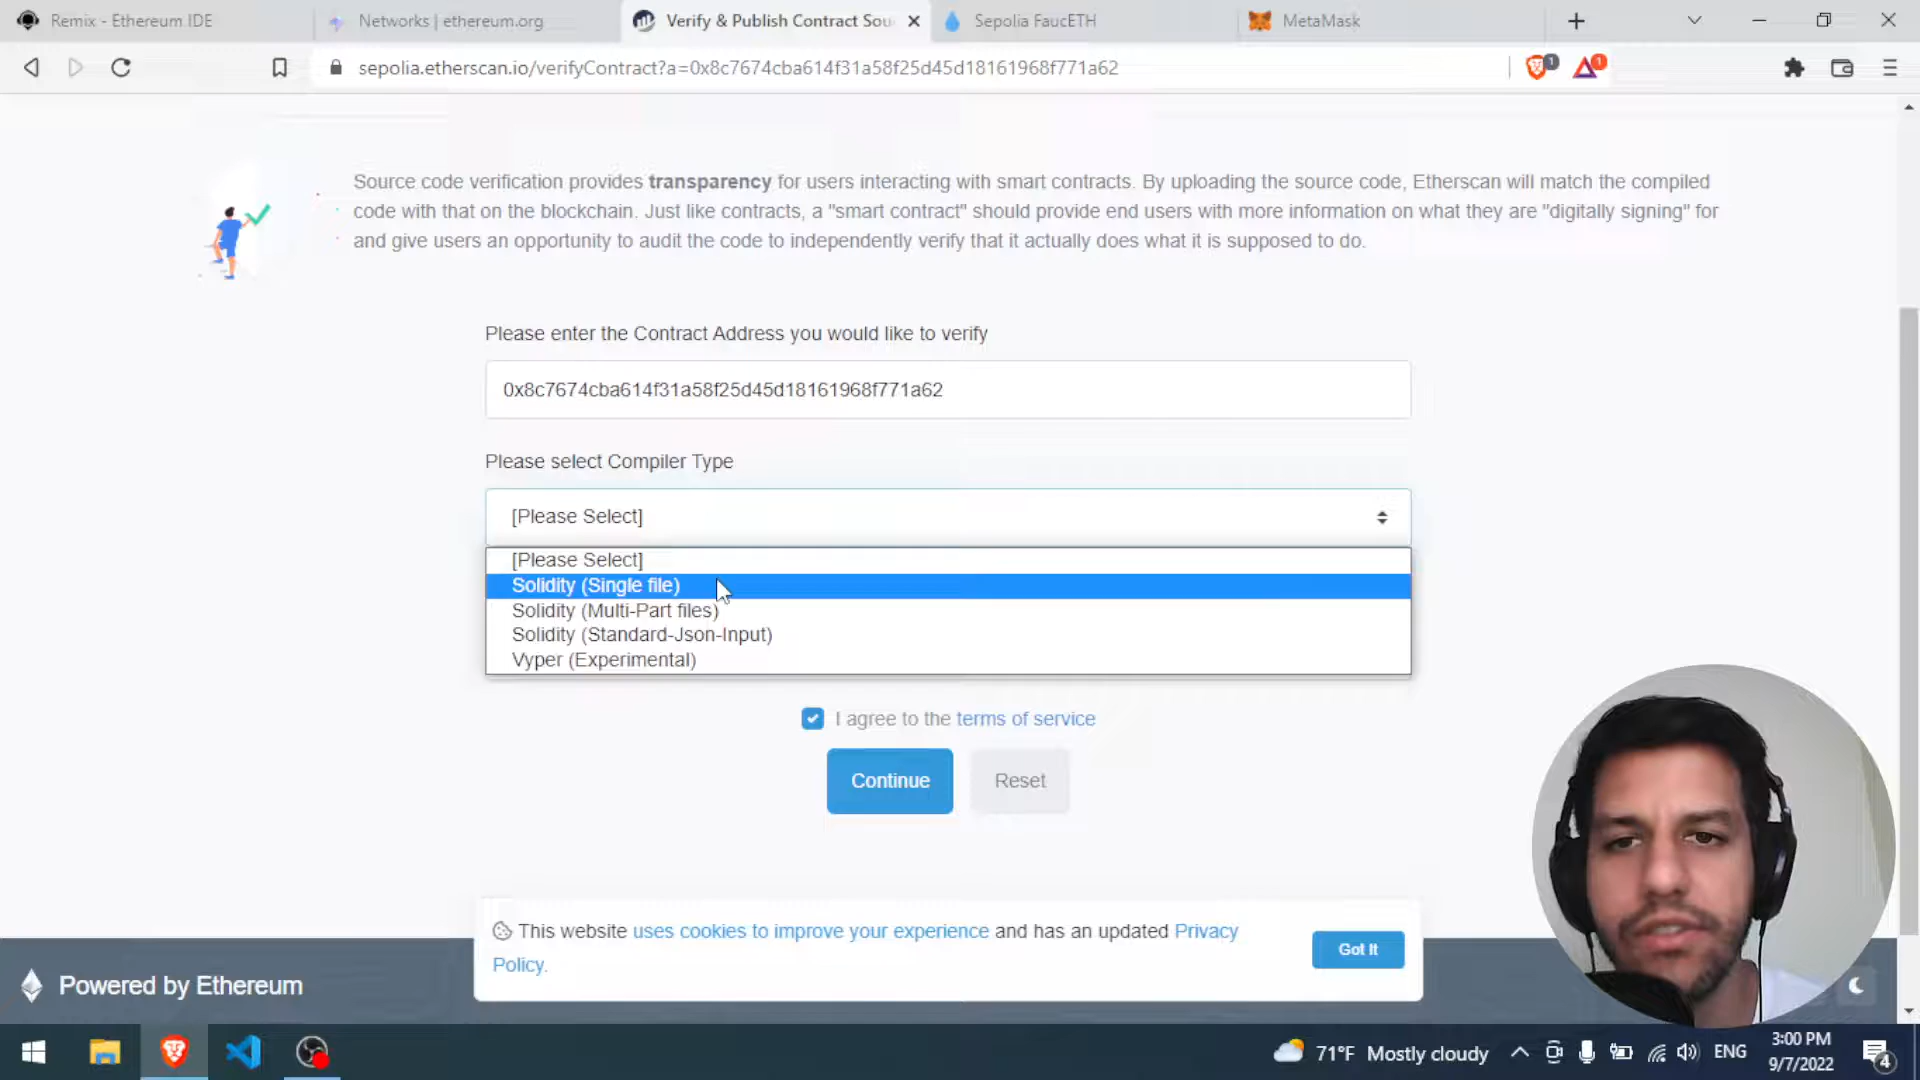 Remix - Ethereum IDE
Networks | ethereum.org
Verify & Publish Contract Sou
Sepolia FaucETH
MetaMask
sepolia.etherscan.io/verifyContract?a=0x8c7674cba614f31a58f25d45d18161968f771a62
1
1
Source code verification provides transparency for users interacting with smart contracts. By uploading the source code, Etherscan will match the compiled
code with that on the blockchain. Just like contracts, a "smart contract" should provide end users with more information on what they are "digitally signing" for
and give users an opportunity to audit the code to independently verify that it actually does what it is supposed to do.
Please enter the Contract Address you would like to verify
0x8c7674cba614f31a58f25d45d18161968f771a62
Please select Compiler Type
[Please Select]
[Please Select]
Solidity (Single file)
Solidity (Multi-Part files)
Solidity (Standard-Json-Input)
Vyper (Experimental)
I agree to the terms of service
Continue
Reset
This website uses cookies to improve your experience and has an updated Privacy
Policy.
Got It
Powered by Ethereum
71°F Mostly cloudy
ENG
3:00 PM
9/7/2022
4